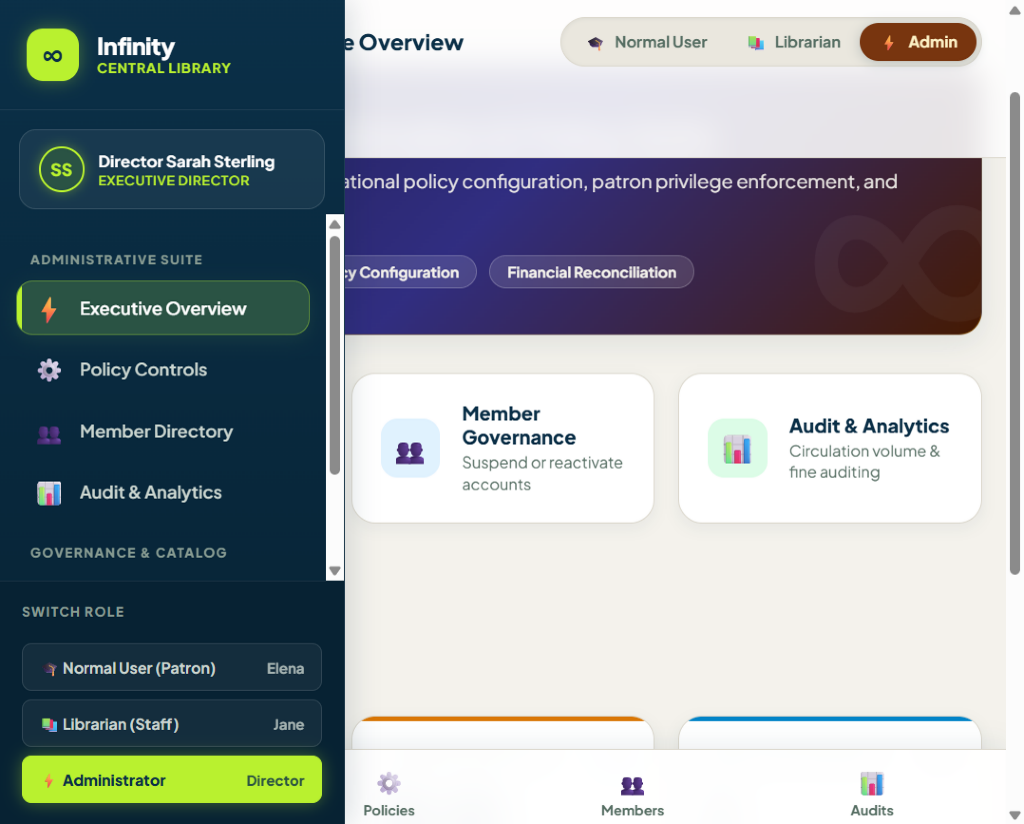 ∞
Infinity
CENTRAL LIBRARY
SS
Director Sarah Sterling
EXECUTIVE DIRECTOR
ADMINISTRATIVE SUITE
Executive Overview
Policy Controls
Member Directory
Audit & Analytics
GOVERNANCE & CATALOG
SWITCH ROLE
Normal User (Patron) Elena
Librarian (Staff) Jane
Administrator Director
e Overview
Normal User
Librarian
Admin
ational policy configuration, patron privilege enforcement, and
cy Configuration
Financial Reconciliation
Member
Governance
Suspend or reactivate
accounts
Audit & Analytics
Circulation volume &
fine auditing
Policies
Members
Audits